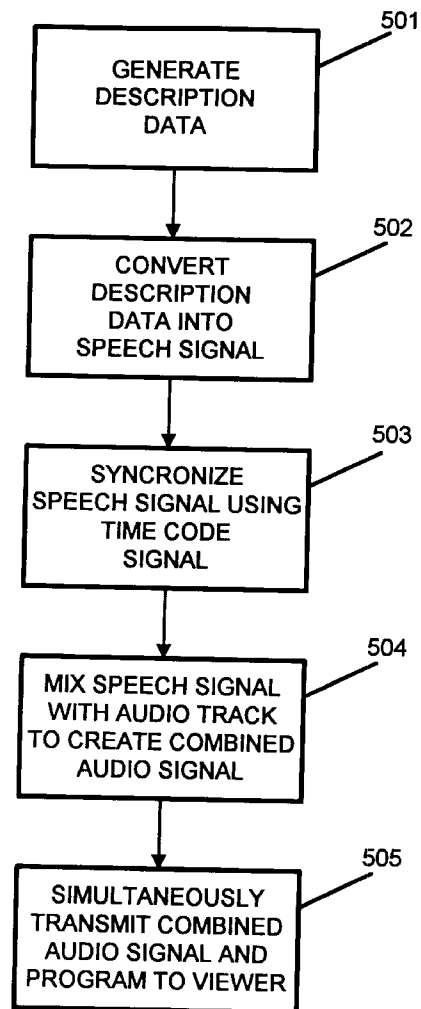 501
GENERATE
DESCRIPTION
DATA
502
CONVERT
DESCRIPTION
DATA INTO
SPEECH SIGNAL
503
SYNCRONIZE
SPEECH SIGNAL USING
TIME CODE
SIGNAL
504
MIX SPEECH SIGNAL
WITH AUDIO TRACK
TO CREATE COMBINED
AUDIO SIGNAL
505
SIMULTANEOUSLY
TRANSMIT COMBINED
AUDIO SIGNAL AND
PROGRAM TO VIEWER